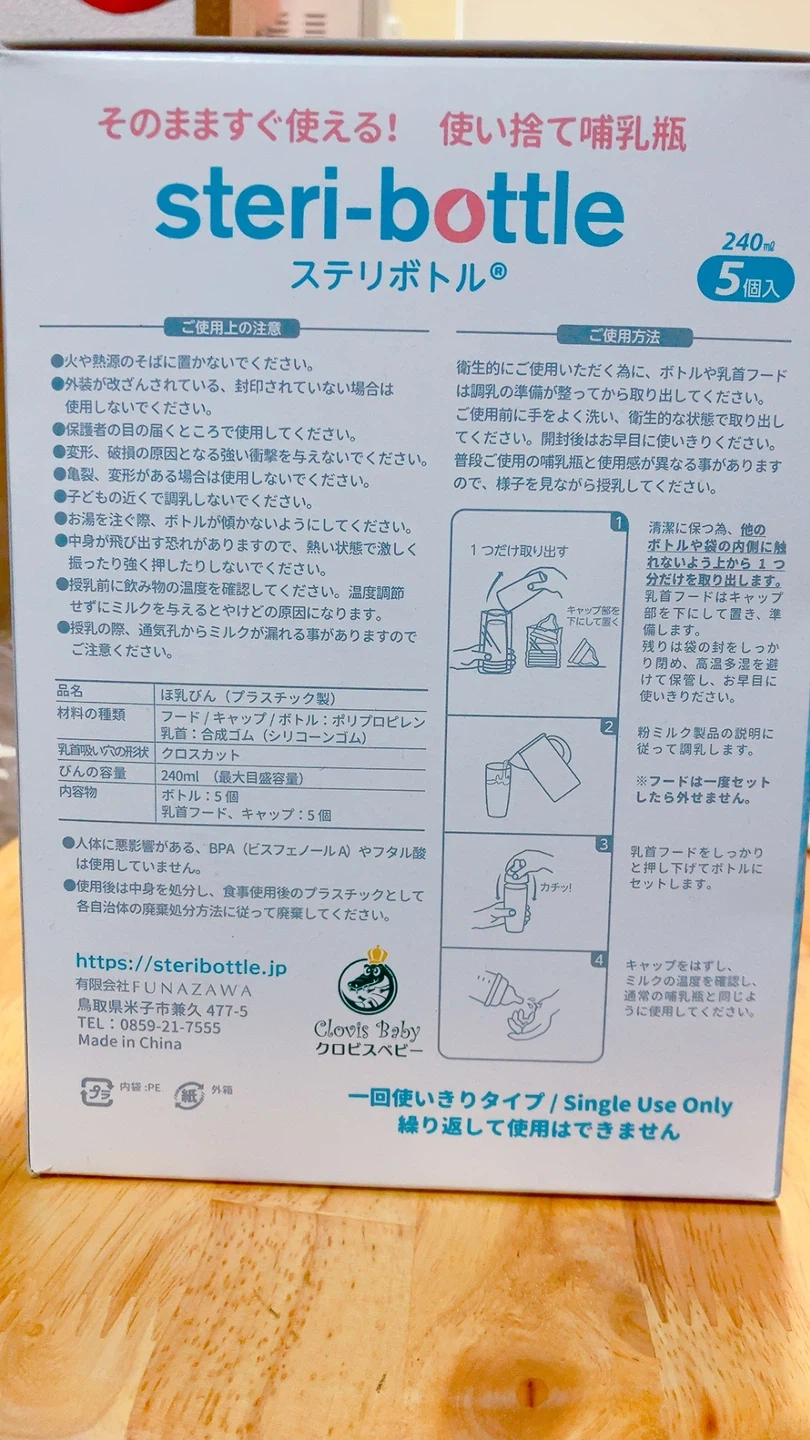 そのまますぐ使える！ 使い捨て哺乳瓶
steri-bottle
ステリボトル®
240㎖
5個入
ご使用上の注意
●火や熱源のそばに置かないでください。
●外装が改ざんされている、封印されていない場合は
使用しないでください。
●保護者の目の届くところで使用してください。
●変形、破損の原因となる強い衝撃を与えないでください。
●亀裂、変形がある場合は使用しないでください。
●子どもの近くで調乳しないでください。
●お湯を注ぐ際、ボトルが傾かないようにしてください。
●中身が飛び出す恐れがありますので、熱い状態で激しく
振ったり強く押したりしないでください。
●授乳前に飲み物の温度を確認してください。温度調節
せずにミルクを与えるとやけどの原因になります。
●授乳の際、通気孔からミルクが漏れる事がありますので
ご注意ください。
品名 ほ乳びん（プラスチック製）
材料の種類 フード / キャップ / ボトル：ポリプロピレン
乳首：合成ゴム（シリコーンゴム）
乳首吸い穴の形状 クロスカット
びんの容量 240ml （最大目盛容量）
内容物 ボトル：5 個
乳首フード、キャップ：5 個
●人体に悪影響がある、BPA（ビスフェノール A）やフタル酸
は使用していません。
●使用後は中身を処分し、食事使用後のプラスチックとして
各自治体の廃棄処分方法に従って廃棄してください。
https://steribottle.jp
有限会社FUNAZAWA
鳥取県米子市兼久 477-5
TEL：0859-21-7555
Made in China
Clovis Baby
クロビスベビー
プラ
内袋:PE
紙
外箱
ご使用方法
衛生的にご使用いただく為に、ボトルや乳首フード
は調乳の準備が整ってから取り出してください。
ご使用前に手をよく洗い、衛生的な状態で取り出し
てください。開封後はお早目に使いきりください。
普段ご使用の哺乳瓶と使用感が異なる事があります
ので、様子を見ながら授乳してください。
1
1 つだけ取り出す
キャップ部を
下にして置く
清潔に保つ為、他の
ボトルや袋の内側に触
れないよう上から 1 つ
分だけを取り出します。
乳首フードはキャップ
部を下にして置き、準
備します。
残りは袋の封をしっか
り閉め、高温多湿を避
けて保管し、お早目に
使いきりください。
2
粉ミルク製品の説明に
従って調乳します。
※フードは一度セット
したら外せません。
3
カチッ!
乳首フードをしっかり
と押し下げてボトルに
セットします。
4
キャップをはずし、
ミルクの温度を確認し、
通常の哺乳瓶と同じよ
うに使用してください。
一回使いきりタイプ / Single Use Only
繰り返して使用はできません